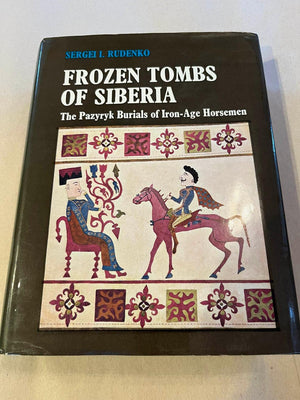 SERGEI I. RUDENKO
FROZEN TOMBS
OF SIBERIA
The Pazyryk Burials of Iron-Age Horsemen